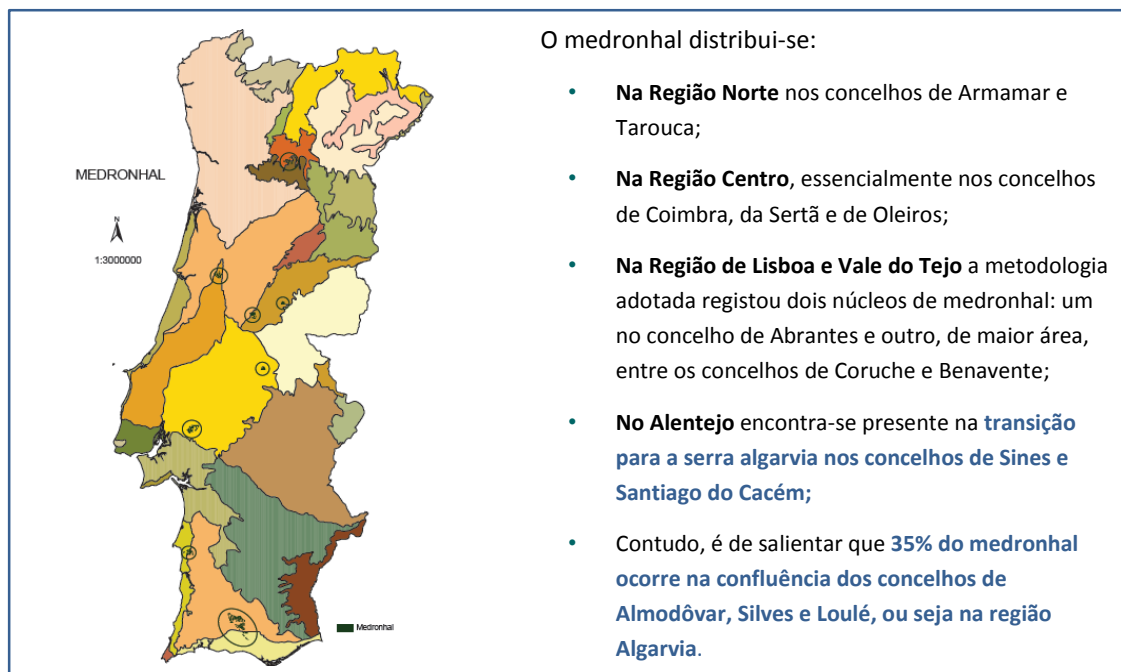 MEDRONHAL
N
1:3000000
Medronhal
O medronhal distribui-se:
• Na Região Norte nos concelhos de Armamar e
Tarouca;
• Na Região Centro, essencialmente nos concelhos
de Coimbra, da Sertã e de Oleiros;
• Na Região de Lisboa e Vale do Tejo a metodologia
adotada registou dois núcleos de medronhal: um
no concelho de Abrantes e outro, de maior área,
entre os concelhos de Coruche e Benavente;
• No Alentejo encontra-se presente na transição
para a serra algarvia nos concelhos de Sines e
Santiago do Cacém;
• Contudo, é de salientar que 35% do medronhal
ocorre na confluência dos concelhos de
Almodôvar, Silves e Loulé, ou seja na região
Algarvia.